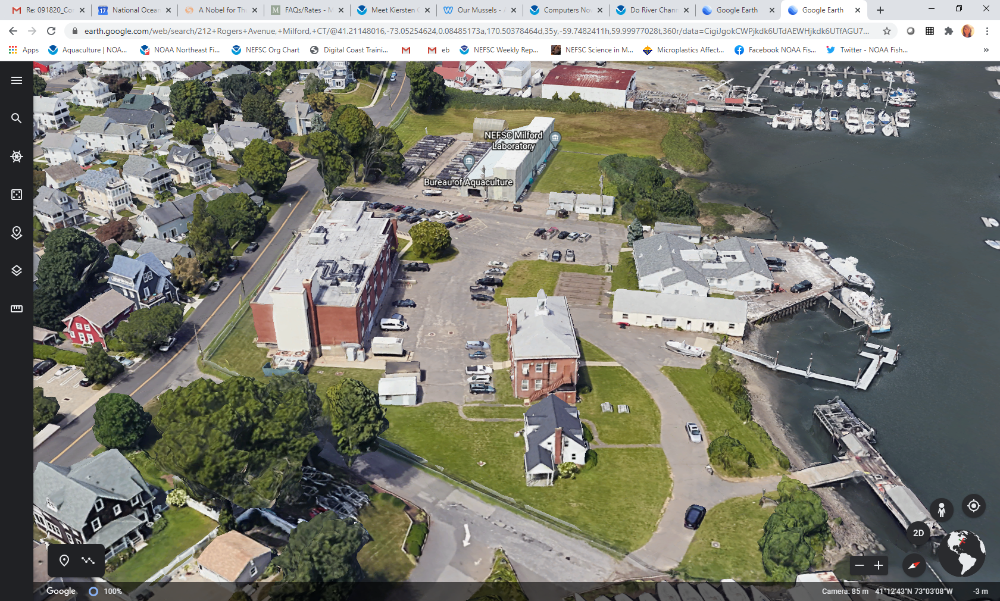 Re: 091820_Cor
National Ocean
A Nobel for Th
FAQs/Rates - M
Meet Kiersten C
Our Mussels -
Computers Nov
Do River Chann
Google Earth
Google Earth
earth.google.com/web/search/212+Rogers+Avenue,+Milford,+CT/@41.21148016,-73.05254624,0.08485173a,170.50378464d,35y,-59.7482411h,59.99977028t,360r/data=CigiJgokCWPjkdk6UTdAEWHjkdk6UTfAGU7...
Apps
Aquaculture | NOA...
NOAA Northeast Fi...
NEFSC Org Chart
Digital Coast Traini...
eb
NEFSC Weekly Rep...
NEFSC Science in M...
Microplastics Affect...
Facebook NOAA Fis...
Twitter - NOAA Fish...
NEFSC Milford
Laboratory
Bureau of Aquaculture
2D
Google
100%
Camera: 85 m
41°12'43"N 73°03'08"W
-3 m